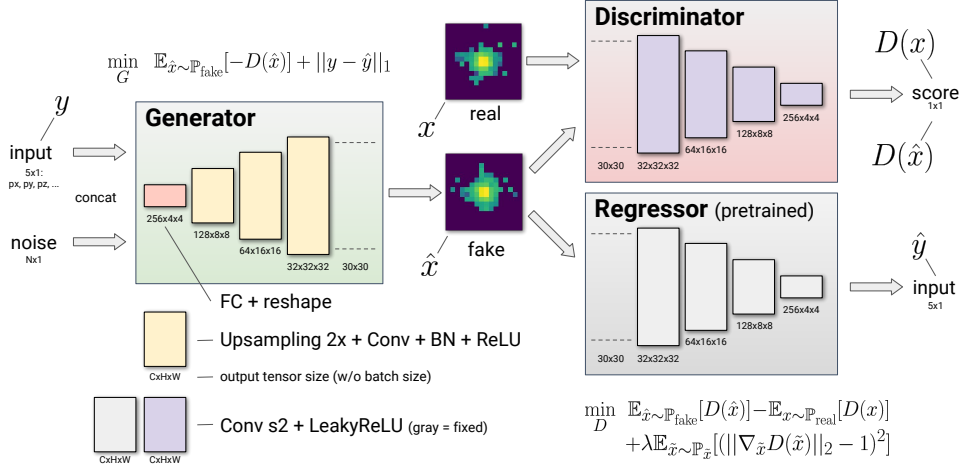 min_G 𝔼_{x̂∼ℙ_fake}[−D(x̂)] + ||y − ŷ||_1
y
input
5x1:
px, py, pz, ...
concat
noise
Nx1
Generator
256x4x4
128x8x8
64x16x16
32x32x32
30x30
FC + reshape
Upsampling 2x + Conv + BN + ReLU
CxHxW
output tensor size (w/o batch size)
Conv s2 + LeakyReLU (gray = fixed)
CxHxW
CxHxW
x
real
x̂
fake
Discriminator
30x30
32x32x32
64x16x16
128x8x8
256x4x4
D(x)
score
1x1
D(x̂)
Regressor (pretrained)
30x30
32x32x32
64x16x16
128x8x8
256x4x4
ŷ
input
5x1
min_D 𝔼_{x̂∼ℙ_fake}[D(x̂)]−𝔼_{x∼ℙ_real}[D(x)]
+λ𝔼_{x̃∼ℙ_x̃}[(||∇_x̃ D(x̃)||_2 − 1)^2]